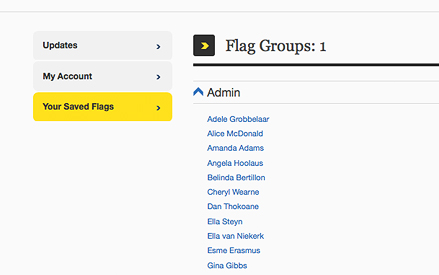 Updates
My Account
Your Saved Flags
Flag Groups: 1
Admin
Adele Grobbelaar
Alice McDonald
Amanda Adams
Angela Hoolaus
Belinda Bertillon
Cheryl Wearne
Dan Thokoane
Ella Steyn
Ella van Niekerk
Esme Erasmus
Gina Gibbs